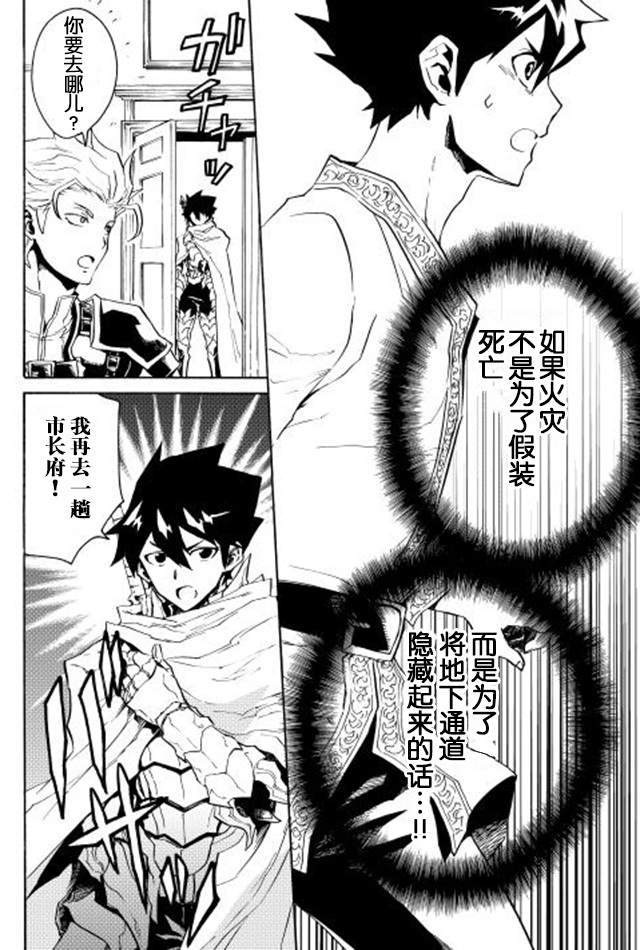 如果火灾
不是为了假装
死亡
而是为了
将地下通道
隐藏起来的话…!!
你要去哪儿？
ガチャッ
我再去一趟
市长府！